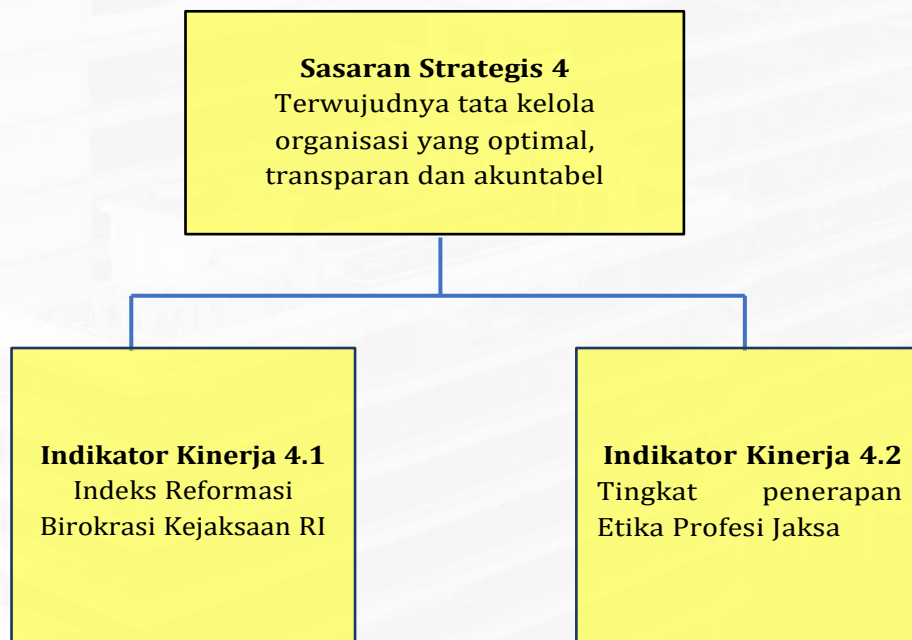 Sasaran Strategis 4
Terwujudnya tata kelola
organisasi yang optimal,
transparan dan akuntabel
Indikator Kinerja 4.1
Indeks Reformasi
Birokrasi Kejaksaan RI
Indikator Kinerja 4.2
Tingkat penerapan
Etika Profesi Jaksa